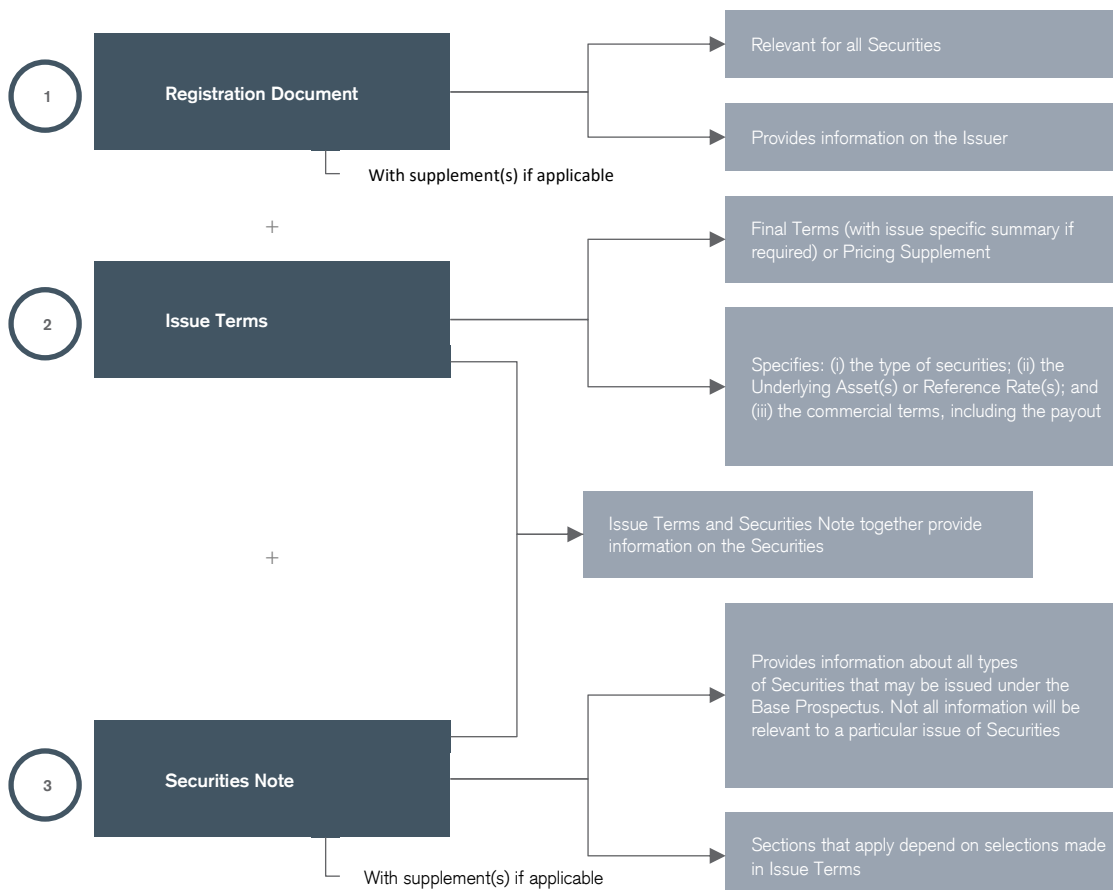 1
Registration Document
Relevant for all Securities
Provides information on the Issuer
With supplement(s) if applicable
+
2
Issue Terms
Final Terms (with issue specific summary if
required) or Pricing Supplement
Specifies: (i) the type of securities; (ii) the
Underlying Asset(s) or Reference Rate(s); and
(iii) the commercial terms, including the payout
Issue Terms and Securities Note together provide
information on the Securities
+
3
Securities Note
Provides information about all types
of Securities that may be issued under the
Base Prospectus. Not all information will be
relevant to a particular issue of Securities
Sections that apply depend on selections made
in Issue Terms
With supplement(s) if applicable